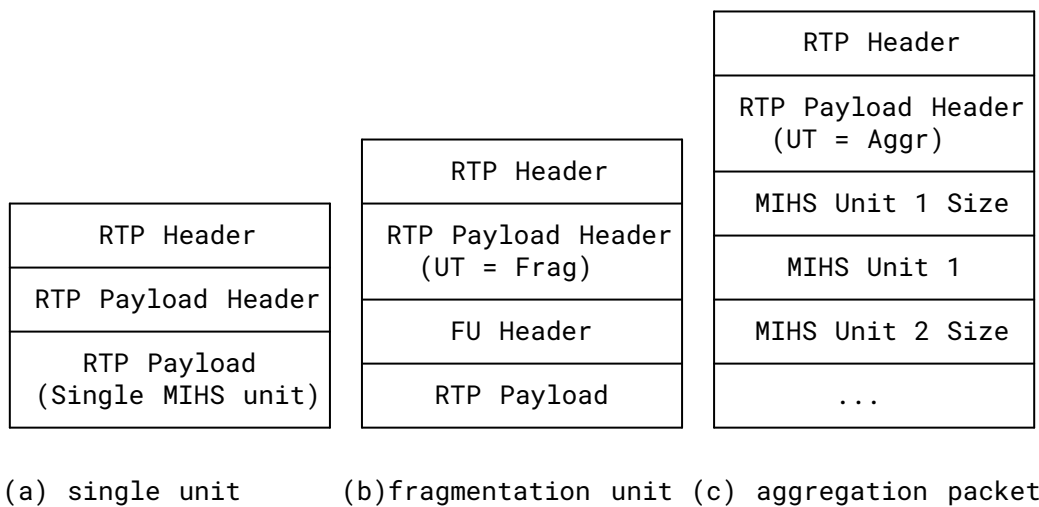 RTP Header
RTP Payload Header
RTP Payload
(Single MIHS unit)
(a) single unit
RTP Header
RTP Payload Header
(UT = Frag)
FU Header
RTP Payload
(b)fragmentation unit
RTP Header
RTP Payload Header
(UT = Aggr)
MIHS Unit 1 Size
MIHS Unit 1
MIHS Unit 2 Size
...
(c) aggregation packet